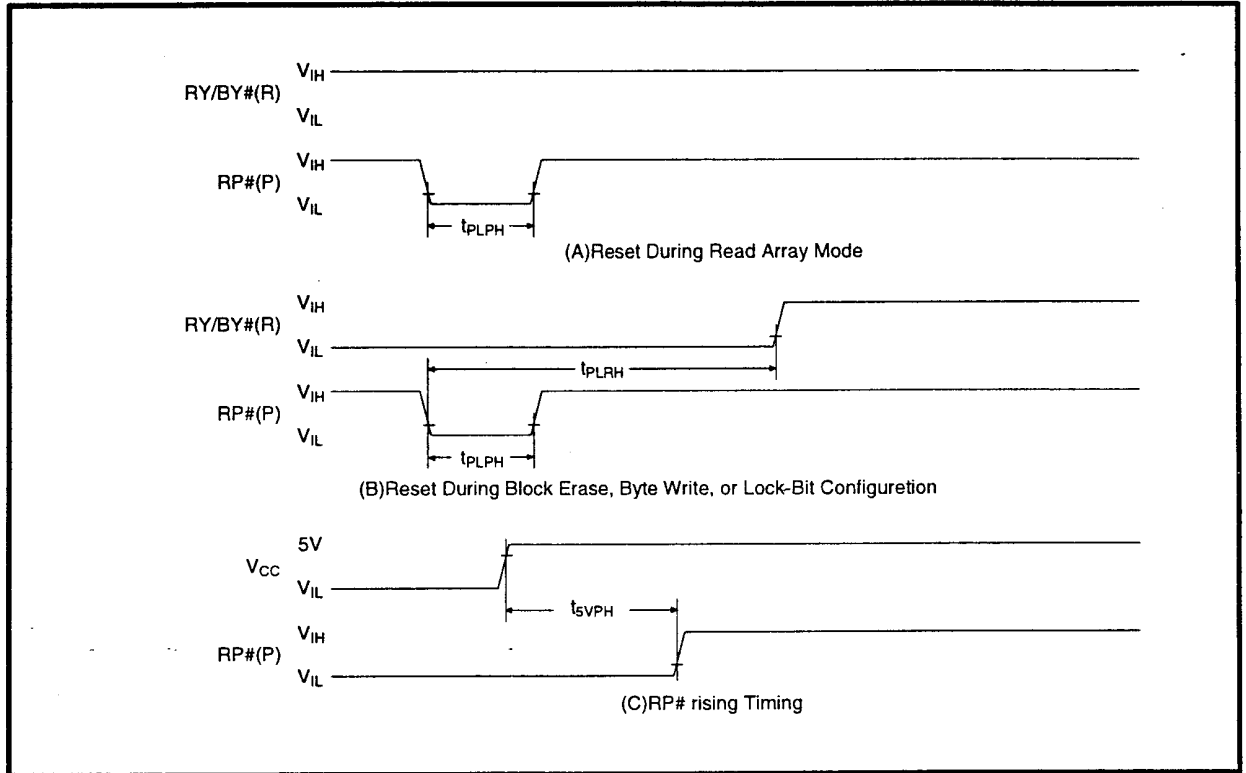 VIH
RY/BY#(R)
VIL
VIH
RP#(P)
VIL
tPLPH
(A)Reset During Read Array Mode
VIH
RY/BY#(R)
VIL
tPLRH
VIH
RP#(P)
VIL
tPLPH
(B)Reset During Block Erase, Byte Write, or Lock-Bit Configuretion
5V
VCC
VIL
t5VPH
VIH
RP#(P)
VIL
(C)RP# rising Timing